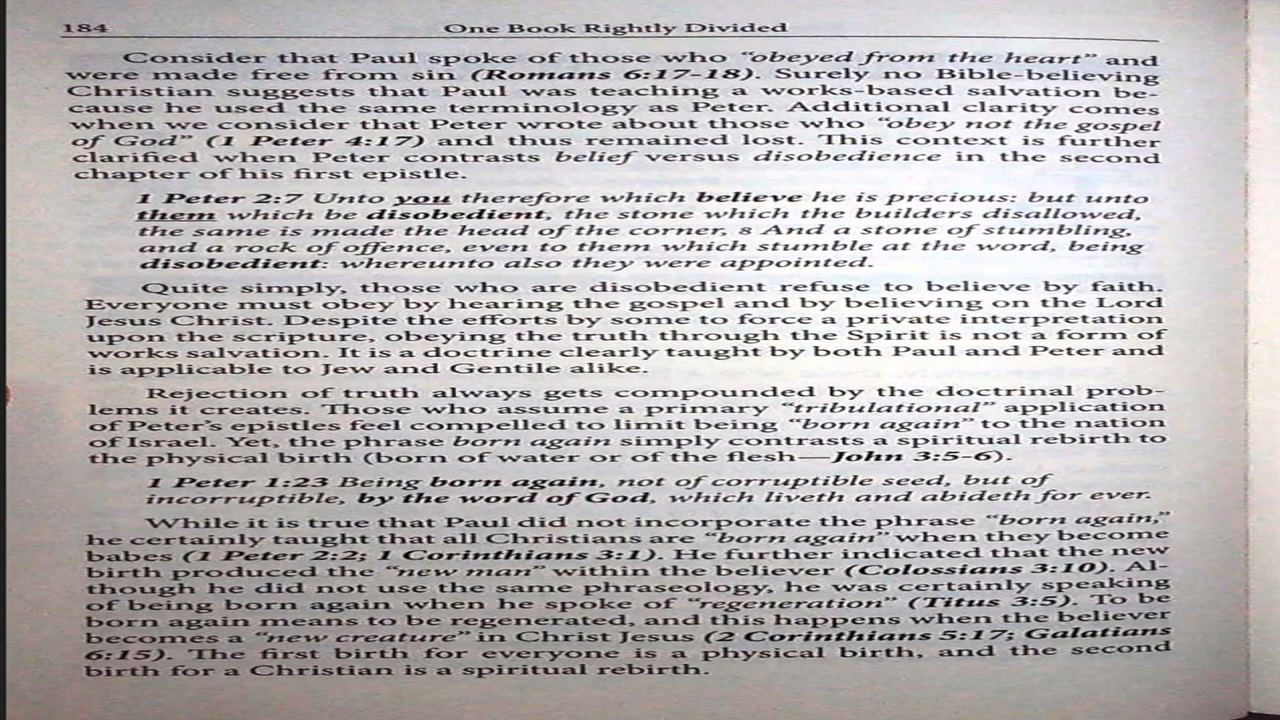 184 One Book Rightly Divided
Consider that Paul spoke of those who “obeyed from the heart” and
were made free from sin (Romans 6:17-18). Surely no Bible-believing
Christian suggests that Paul was teaching a works-based salvation be-
cause he used the same terminology as Peter. Additional clarity comes
when we consider that Peter wrote about those who “obey not the gospel
of God” (1 Peter 4:17) and thus remained lost. This context is further
clarified when Peter contrasts belief versus disobedience in the second
chapter of his first epistle.
1 Peter 2:7 Unto you therefore which believe he is precious: but unto
them which be disobedient, the stone which the builders disallowed,
the same is made the head of the corner, 8 And a stone of stumbling,
and a rock of offence, even to them which stumble at the word, being
disobedient: whereunto also they were appointed.
Quite simply, those who are disobedient refuse to believe by faith.
Everyone must obey by hearing the gospel and by believing on the Lord
Jesus Christ. Despite the efforts by some to force a private interpretation
upon the scripture, obeying the truth through the Spirit is not a form of
works salvation. It is a doctrine clearly taught by both Paul and Peter and
is applicable to Jew and Gentile alike.
Rejection of truth always gets compounded by the doctrinal prob-
lems it creates. Those who assume a primary “tribulational” application
of Peter’s epistles feel compelled to limit being “born again” to the nation
of Israel. Yet, the phrase born again simply contrasts a spiritual rebirth to
the physical birth (born of water or of the flesh—John 3:5-6).
1 Peter 1:23 Being born again, not of corruptible seed, but of
incorruptible, by the word of God, which liveth and abideth for ever.
While it is true that Paul did not incorporate the phrase “born again,”
he certainly taught that all Christians are “born again” when they become
babes (1 Peter 2:2; 1 Corinthians 3:1). He further indicated that the new
birth produced the “new man” within the believer (Colossians 3:10). Al-
though he did not use the same phraseology, he was certainly speaking
of being born again when he spoke of “regeneration” (Titus 3:5). To be
born again means to be regenerated, and this happens when the believer
becomes a “new creature” in Christ Jesus (2 Corinthians 5:17; Galatians
6:15). The first birth for everyone is a physical birth, and the second
birth for a Christian is a spiritual rebirth.